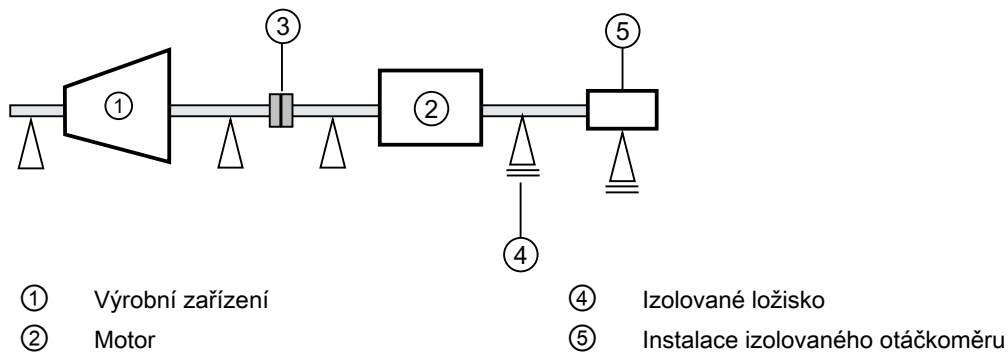 ③
⑤
①
②
④
① Výrobní zařízení
④ Izolované ložisko
② Motor
⑤ Instalace izolovaného otáčkoměru